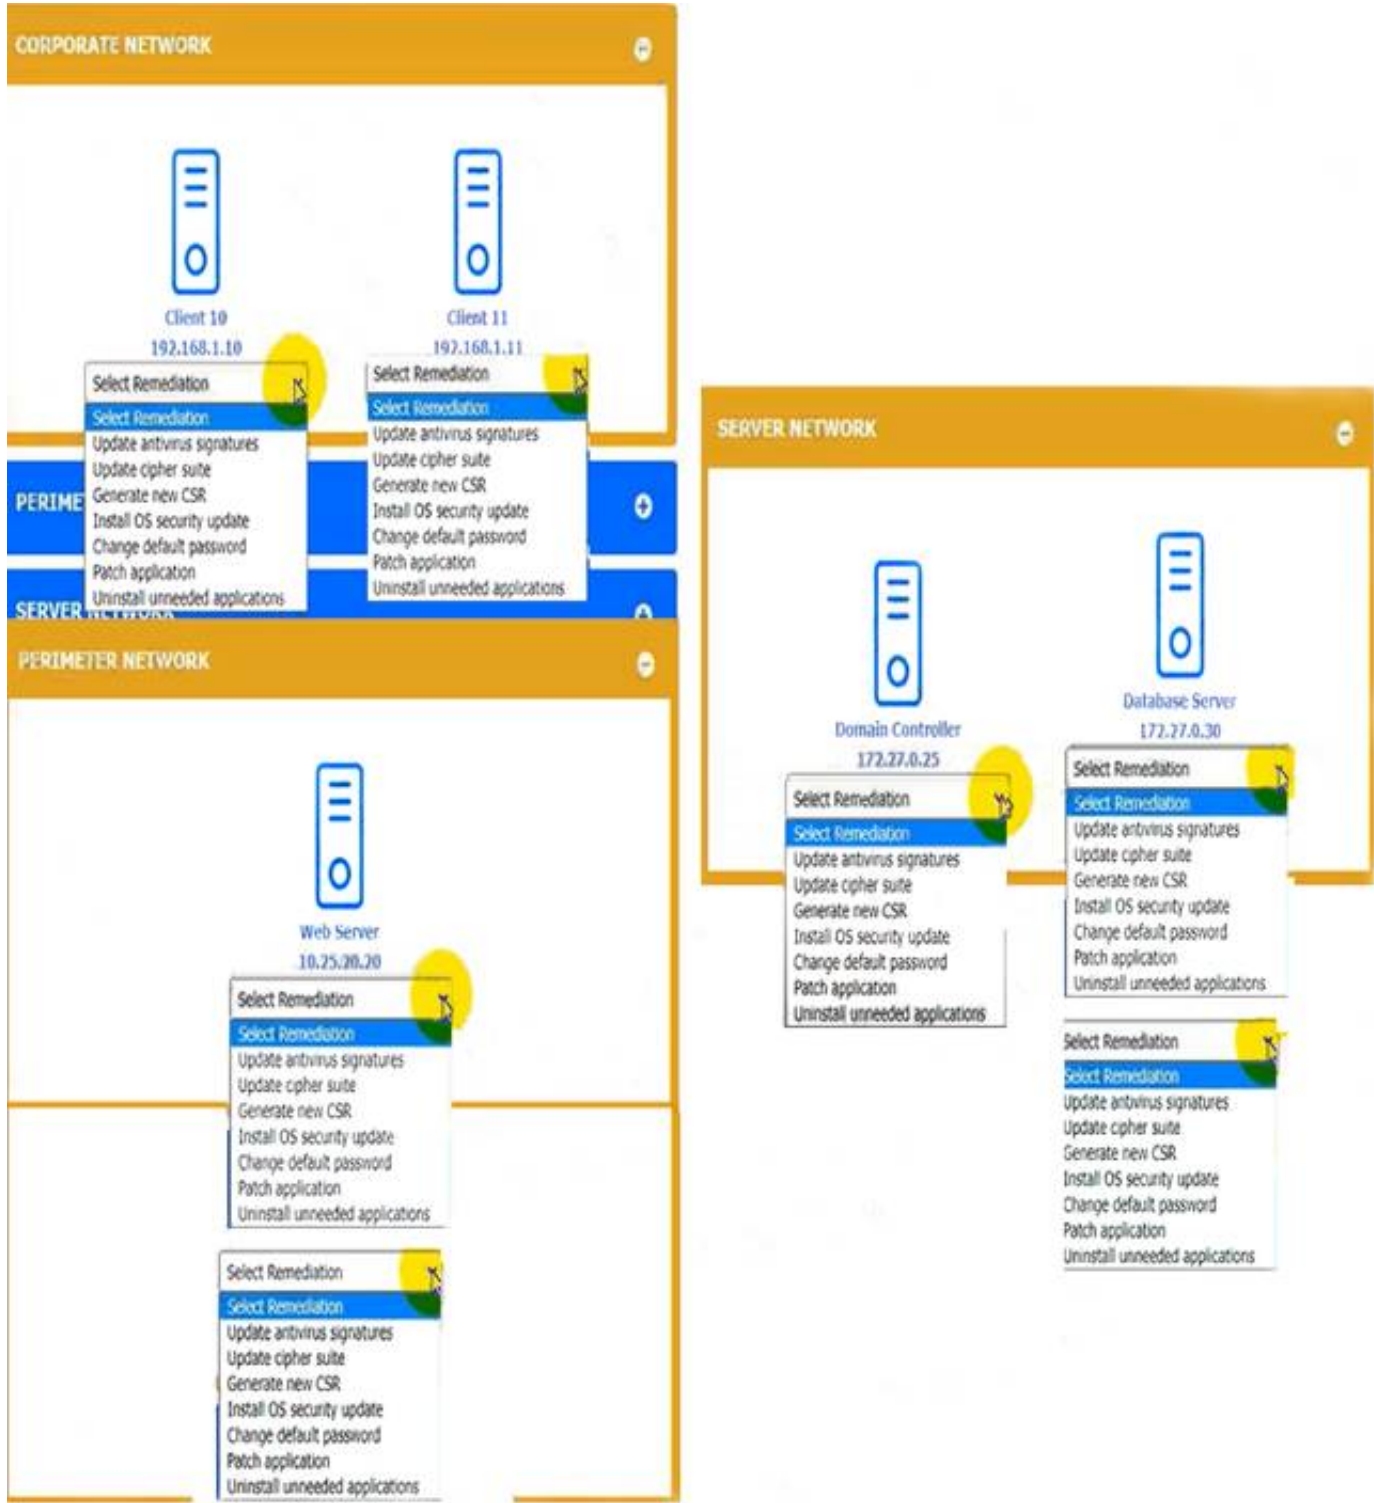 CORPORATE NETWORK
Client 10
192.168.1.10
Select Remediation
Select Remediation
Update antivirus signatures
Update cipher suite
Generate new CSR
Install OS security update
Change default password
Patch application
Uninstall unneeded applications
Client 11
192.168.1.11
Select Remediation
Select Remediation
Update antivirus signatures
Update cipher suite
Generate new CSR
Install OS security update
Change default password
Patch application
Uninstall unneeded applications
PERIME
SERVER NETWORK
PERIMETER NETWORK
Web Server
10.25.20.20
Select Remediation
Select Remediation
Update antivirus signatures
Update cipher suite
Generate new CSR
Install OS security update
Change default password
Patch application
Uninstall unneeded applications
Select Remediation
Select Remediation
Update antivirus signatures
Update cipher suite
Generate new CSR
Install OS security update
Change default password
Patch application
Uninstall unneeded applications
SERVER NETWORK
Domain Controller
172.27.0.25
Select Remediation
Select Remediation
Update antivirus signatures
Update cipher suite
Generate new CSR
Install OS security update
Change default password
Patch application
Uninstall unneeded applications
Database Server
172.27.0.30
Select Remediation
Select Remediation
Update antivirus signatures
Update cipher suite
Generate new CSR
Install OS security update
Change default password
Patch application
Uninstall unneeded applications
Select Remediation
Select Remediation
Update antivirus signatures
Update cipher suite
Generate new CSR
Install OS security update
Change default password
Patch application
Uninstall unneeded applications